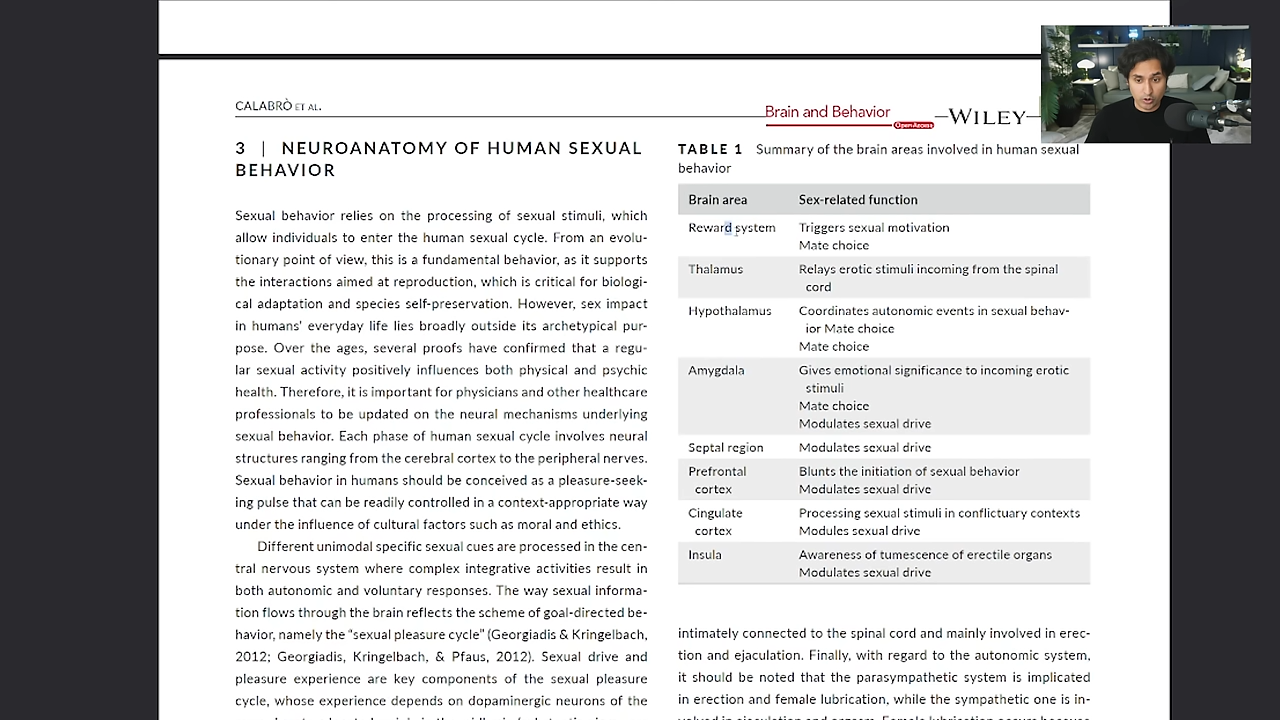 CALABRÒ ET AL.
Brain and Behavior
Open Access
WILEY
3 | NEUROANATOMY OF HUMAN SEXUAL
BEHAVIOR
Sexual behavior relies on the processing of sexual stimuli, which
allow individuals to enter the human sexual cycle. From an evolu-
tionary point of view, this is a fundamental behavior, as it supports
the interactions aimed at reproduction, which is critical for biologi-
cal adaptation and species self-preservation. However, sex impact
in humans' everyday life lies broadly outside its archetypical pur-
pose. Over the ages, several proofs have confirmed that a regu-
lar sexual activity positively influences both physical and psychic
health. Therefore, it is important for physicians and other healthcare
professionals to be updated on the neural mechanisms underlying
sexual behavior. Each phase of human sexual cycle involves neural
structures ranging from the cerebral cortex to the peripheral nerves.
Sexual behavior in humans should be conceived as a pleasure-seek-
ing pulse that can be readily controlled in a context-appropriate way
under the influence of cultural factors such as moral and ethics.
Different unimodal specific sexual cues are processed in the cen-
tral nervous system where complex integrative activities result in
both autonomic and voluntary responses. The way sexual informa-
tion flows through the brain reflects the scheme of goal-directed be-
havior, namely the "sexual pleasure cycle" (Georgiadis & Kringelbach,
2012; Georgiadis, Kringelbach, & Pfaus, 2012). Sexual drive and
pleasure experience are key components of the sexual pleasure
cycle, whose experience depends on dopaminergic neurons of the
TABLE 1 Summary of the brain areas involved in human sexual
behavior
Brain area Sex-related function
Reward system Triggers sexual motivation
Mate choice
Thalamus Relays erotic stimuli incoming from the spinal
cord
Hypothalamus Coordinates autonomic events in sexual behav-
ior Mate choice
Mate choice
Amygdala Gives emotional significance to incoming erotic
stimuli
Mate choice
Modulates sexual drive
Septal region Modulates sexual drive
Prefrontal Blunts the initiation of sexual behavior
cortex Modulates sexual drive
Cingulate Processing sexual stimuli in conflictuary contexts
cortex Modules sexual drive
Insula Awareness of tumescence of erectile organs
Modulates sexual drive
intimately connected to the spinal cord and mainly involved in erec-
tion and ejaculation. Finally, with regard to the autonomic system,
it should be noted that the parasympathetic system is implicated
in erection and female lubrication, while the sympathetic one is in-